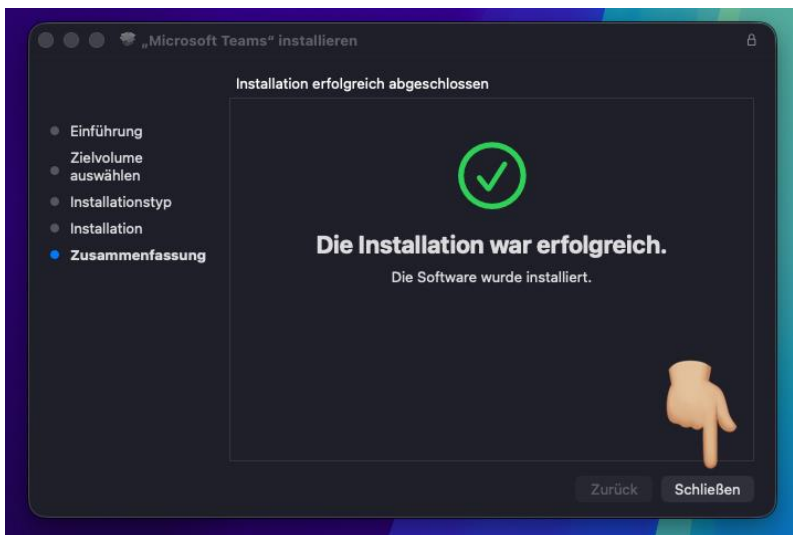 „Microsoft Teams“ installieren
Installation erfolgreich abgeschlossen
Einführung
Zielvolume
auswählen
Installationstyp
Installation
Zusammenfassung
Die Installation war erfolgreich.
Die Software wurde installiert.
Zurück
Schließen